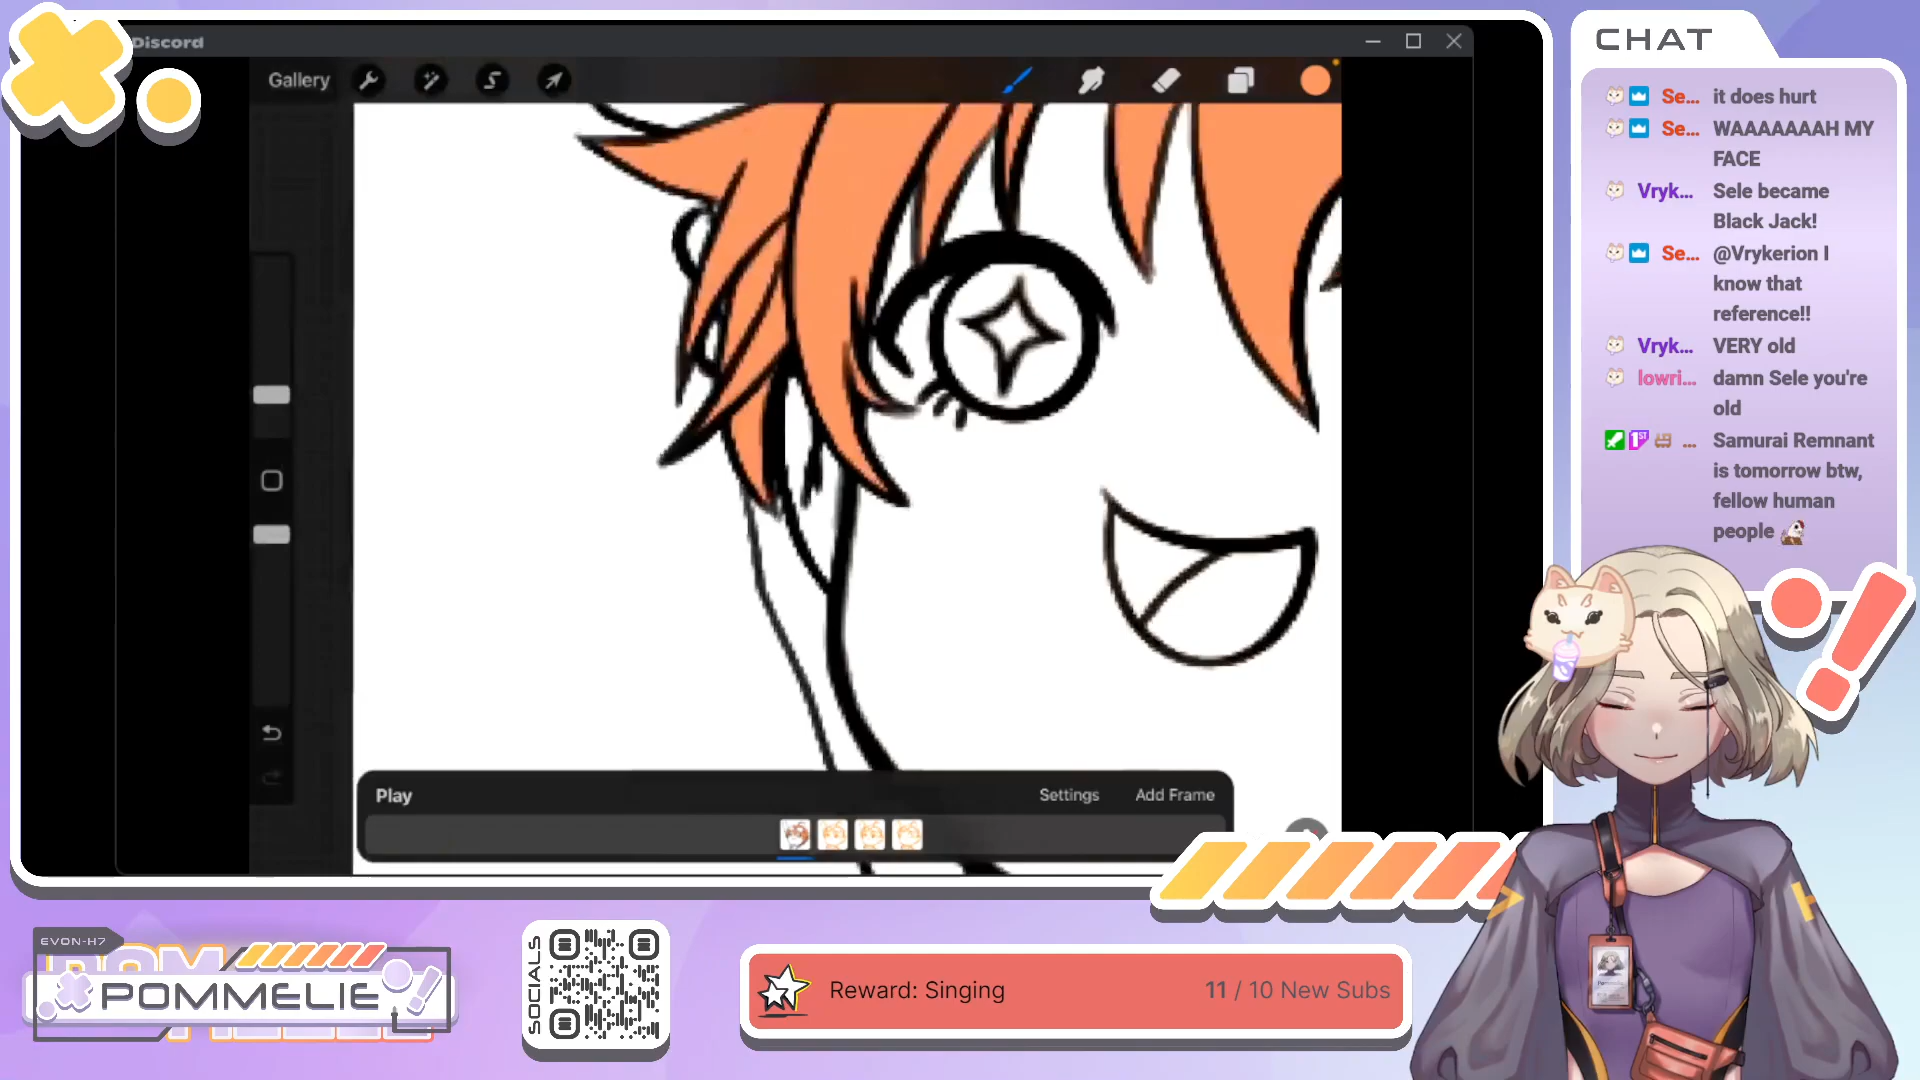 Discord
Gallery
CHAT
Se... it does hurt
Se... WAAAAAAAH MY
FACE
Vryk... Sele became
Black Jack!
Se... @Vrykerion I
know that
reference!!
Vryk... VERY old
lowri... damn Sele you're
old
... Samurai Remnant
is tomorrow btw,
fellow human
people
Play
Settings
Add Frame
EVON-H7
POMMELIE
SOCIALS
Reward: Singing
11 / 10 New Subs